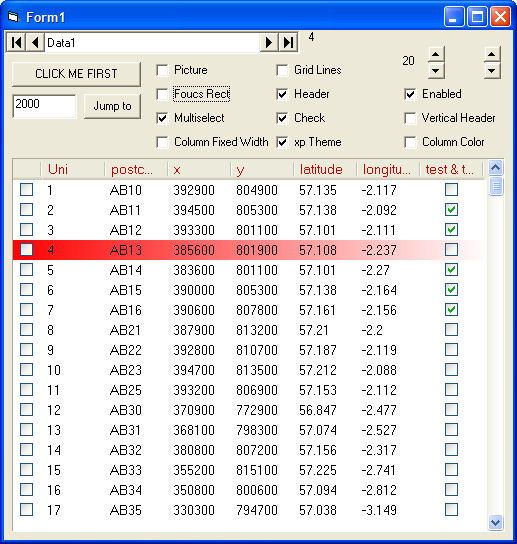 Form1
Data1
4
CLICK ME FIRST
Picture
Grid Lines
20
2000
Jump to
Foucs Rect
Header
Enabled
Multiselect
Check
Vertical Header
Column Fixed Width
xp Theme
Column Color
Uni postc... x y latitude longitu... test & t...
1 AB10 392900 804900 57.135 -2.117
2 AB11 394500 805300 57.138 -2.092
3 AB12 393300 801100 57.101 -2.111
4 AB13 385600 801900 57.108 -2.237
5 AB14 383600 801100 57.101 -2.27
6 AB15 390000 805300 57.138 -2.164
7 AB16 390600 807800 57.161 -2.156
8 AB21 387900 813200 57.21 -2.2
9 AB22 392800 810700 57.187 -2.119
10 AB23 394700 813500 57.212 -2.088
11 AB25 393200 806900 57.153 -2.112
12 AB30 370900 772900 56.847 -2.477
13 AB31 368100 798300 57.074 -2.527
14 AB32 380800 807200 57.156 -2.317
15 AB33 355200 815100 57.225 -2.741
16 AB34 350800 800600 57.094 -2.812
17 AB35 330300 794700 57.038 -3.149